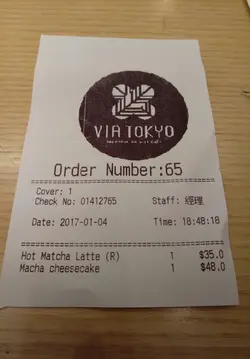 VIA TOKYO
Order Number:65
Cover: 1
Check No: 01412765 Staff: 經理
Date: 2017-01-04 Time: 18:48:18
Hot Matcha Latte (R) 1 $35.0
Macha cheesecake 1 $48.0